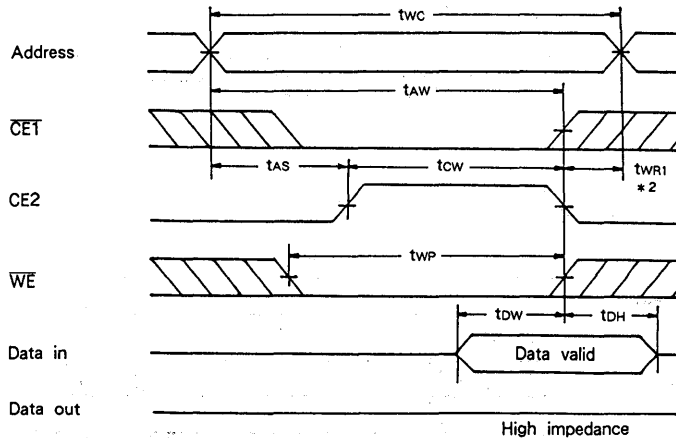 tWC
Address
tAW
CE1
tAS
tCW
tWR1
*2
CE2
tWP
WE
tDW
tDH
Data in
Data valid
Data out
High impedance